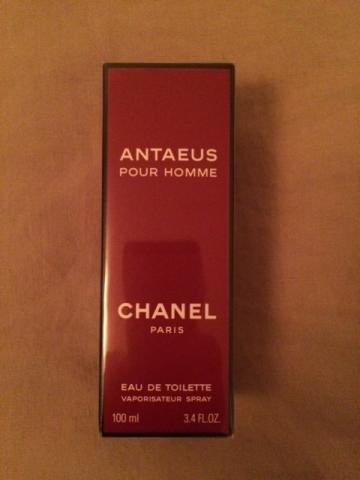 ANTAEUS
POUR HOMME
CHANEL
PARIS
EAU DE TOILETTE
VAPORISATEUR SPRAY
100 ml 3.4 FL.OZ.